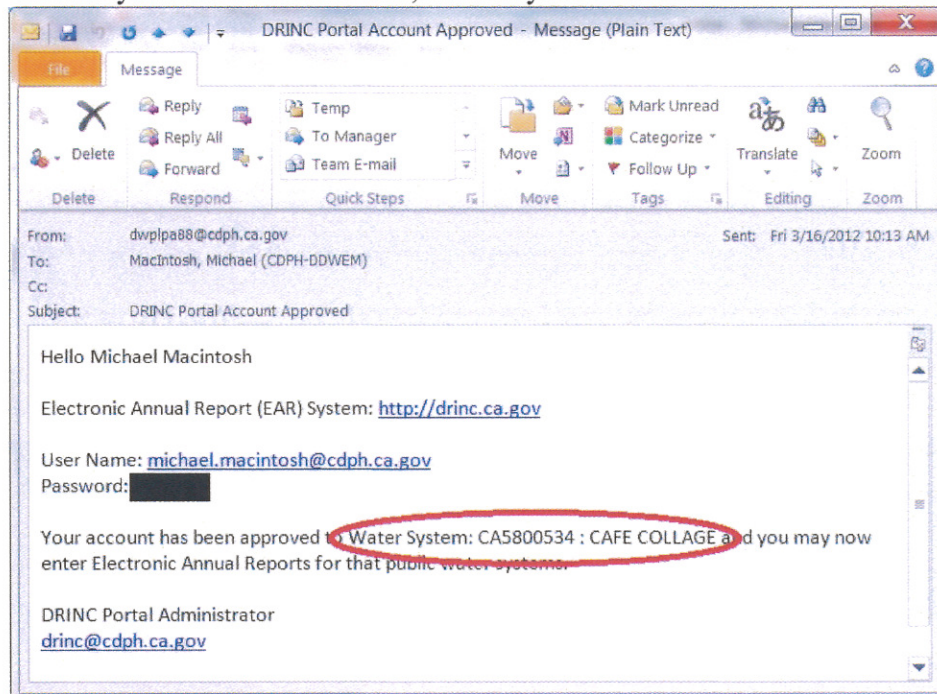 DRINC Portal Account Approved - Message (Plain Text)
File Message
Reply
Reply All
Forward
Delete
Temp
To Manager
Team E-mail
Move
Mark Unread
Categorize
Follow Up
Translate
Zoom
Delete Respond Quick Steps Move Tags Editing Zoom
From: dwplpa88@cdph.ca.gov Sent: Fri 3/16/2012 10:13 AM
To: MacIntosh, Michael (CDPH-DDWEM)
Cc:
Subject: DRINC Portal Account Approved
Hello Michael Macintosh
Electronic Annual Report (EAR) System: http://drinc.ca.gov
User Name: michael.macintosh@cdph.ca.gov
Password:
Your account has been approved to Water System: CA5800534 : CAFE COLLAGE and you may now
enter Electronic Annual Reports for that public water systems.
DRINC Portal Administrator
drinc@cdph.ca.gov